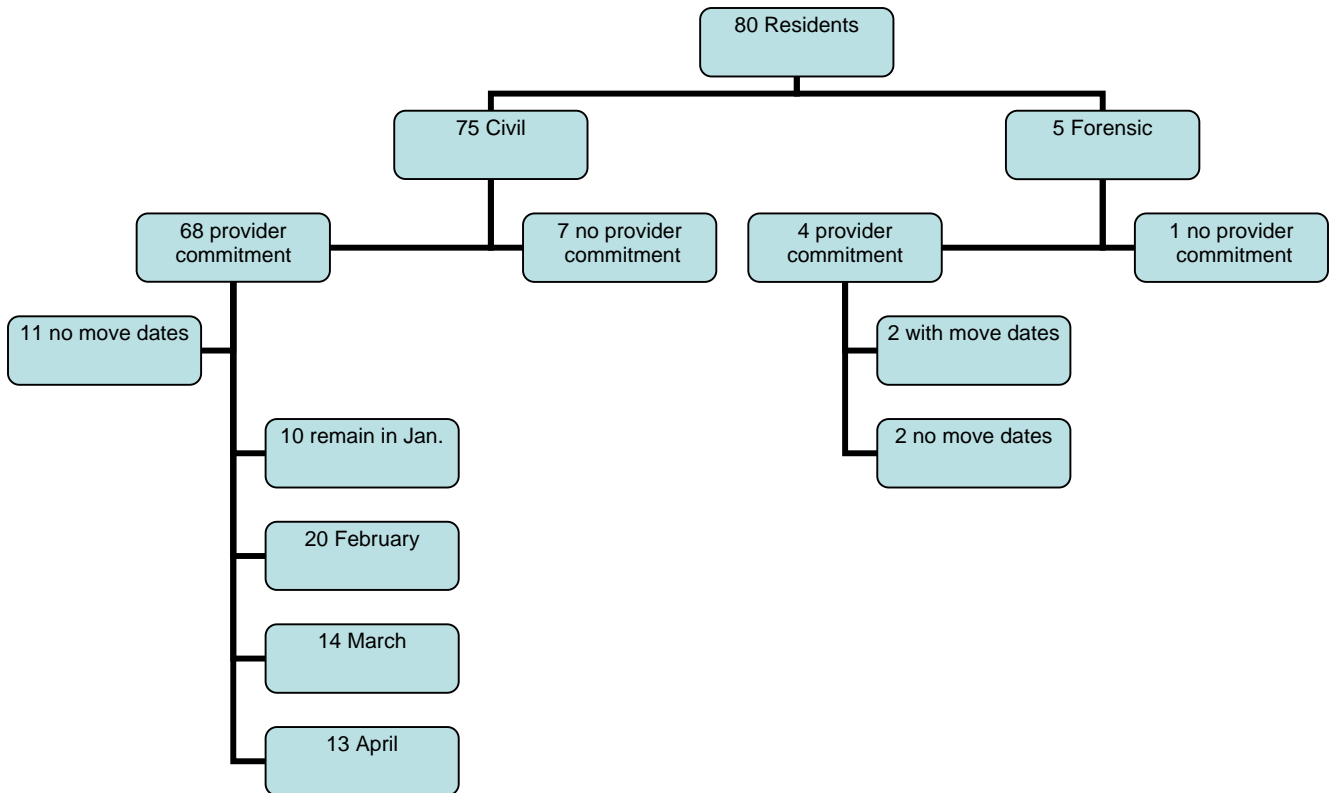 80 Residents
75 Civil
5 Forensic
68 provider
commitment
7 no provider
commitment
4 provider
commitment
1 no provider
commitment
11 no move dates
2 with move dates
10 remain in Jan.
2 no move dates
20 February
14 March
13 April